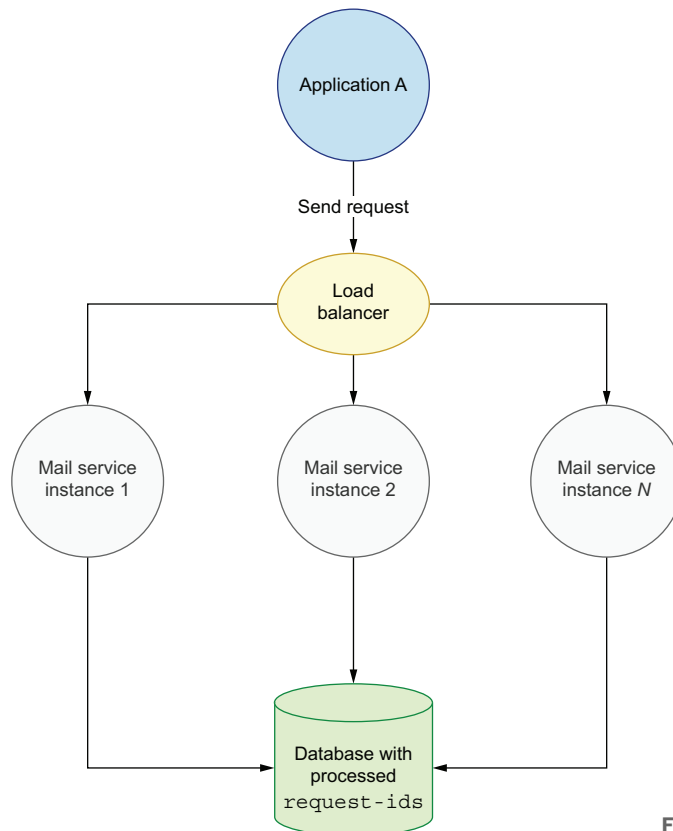 Application A
Send request
Load
balancer
Mail service
instance 1
Mail service
instance 2
Mail service
instance N
Database with
processed
request-ids
F